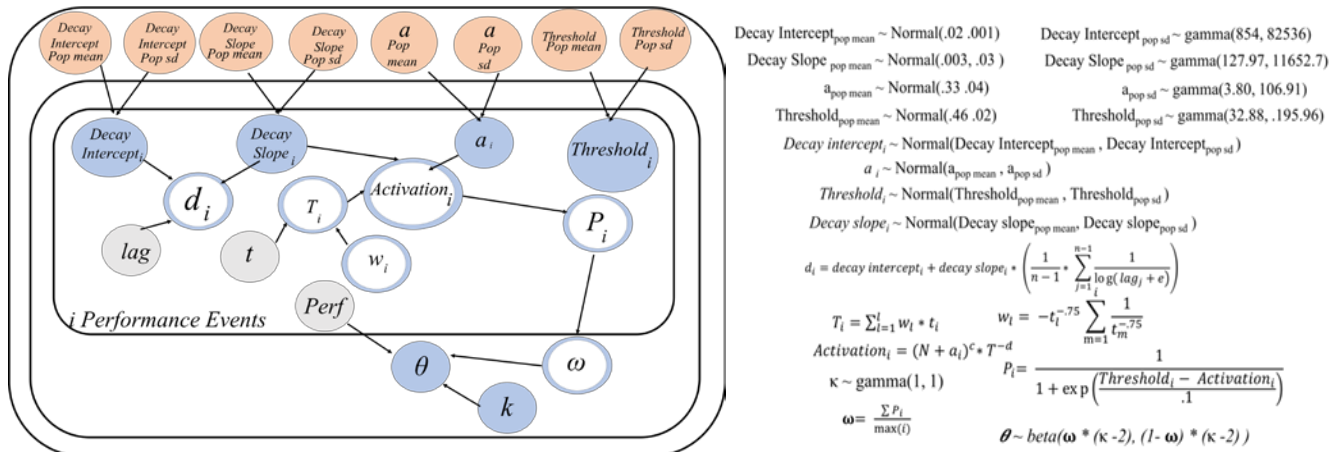 Decay Intercept Pop mean
Decay Intercept Pop sd
Decay Slope Pop mean
Decay Slope Pop sd
a Pop mean
a Pop sd
Threshold Pop mean
Threshold Pop sd
Decay Intercept_i
Decay Slope_i
a_i
Threshold_i
d_i
T_i
Activation_i
P_i
lag
t
w_i
Perf
i Performance Events
θ
ω
k
Decay Intercept_pop mean ~ Normal(.02 .001)
Decay Intercept_pop sd ~ gamma(854, 82536)
Decay Slope_pop mean ~ Normal(.003, .03 )
Decay Slope_pop sd ~ gamma(127.97, 11652.7)
a_pop mean ~ Normal(.33 .04)
a_pop sd ~ gamma(3.80, 106.91)
Threshold_pop mean ~ Normal(.46 .02)
Threshold_pop sd ~ gamma(32.88, .195.96)
Decay intercept_i ~ Normal(Decay Intercept_pop mean , Decay Intercept_pop sd )
a_i ~ Normal(a_pop mean , a_pop sd )
Threshold_i ~ Normal(Threshold_pop mean , Threshold_pop sd )
Decay slope_i ~ Normal(Decay slope_pop mean, Decay slope_pop sd )
d_i = decay intercept_i + decay slope_i * (1/(n-1) * ∑_{j=1}^{n-1} 1/log(lag_j + e))
T_i = ∑_{l=1}^{i} w_l * t_i
w_l = -t_l^{-.75} ∑_{m=1}^{i} 1/t_m^{-.75}
Activation_i = (N + a_i)^c * T^{-d}
P_i = 1/(1 + exp((Threshold_i - Activation_i)/.1))
κ ~ gamma(1, 1)
ω= ∑P_i/max(i)
θ ~ beta(ω * (κ -2), (1- ω) * (κ -2) )